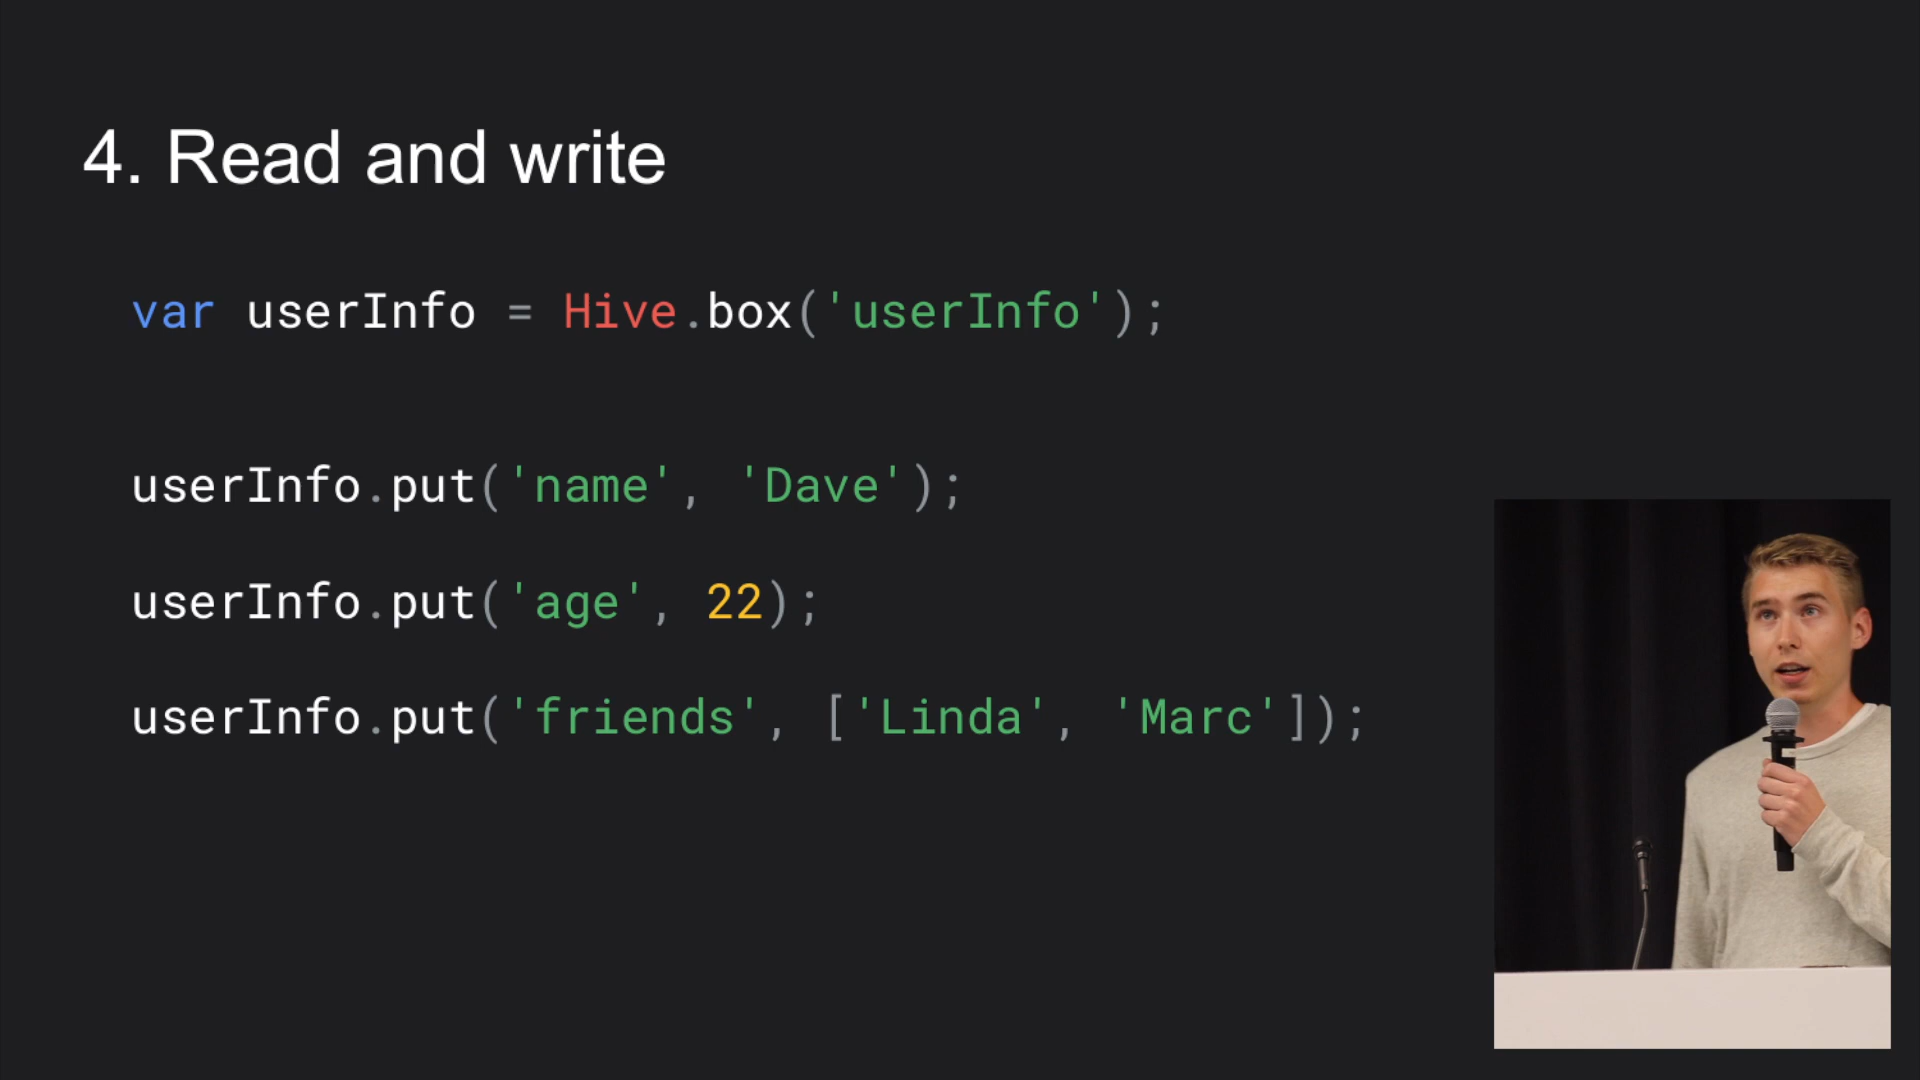 4. Read and write
var userInfo = Hive.box('userInfo');
userInfo.put('name', 'Dave');
userInfo.put('age', 22);
userInfo.put('friends', ['Linda', 'Marc']);